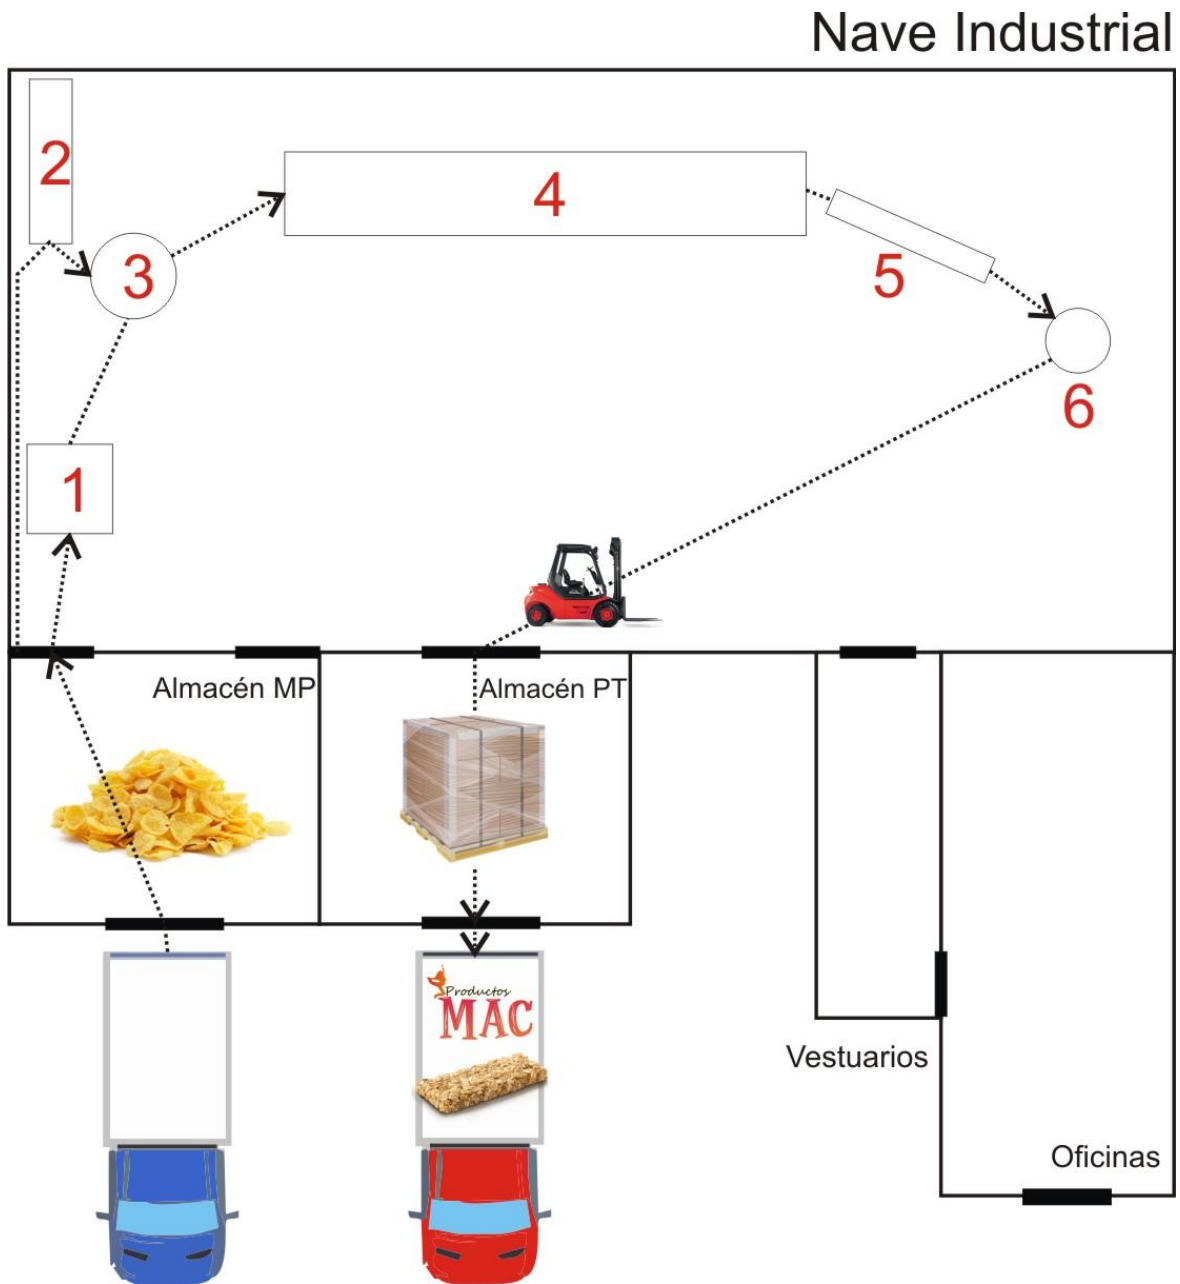 Nave Industrial
2
4
3
5
6
1
Almacén MP
Almacén PT
Productos
MAC
Vestuarios
Oficinas